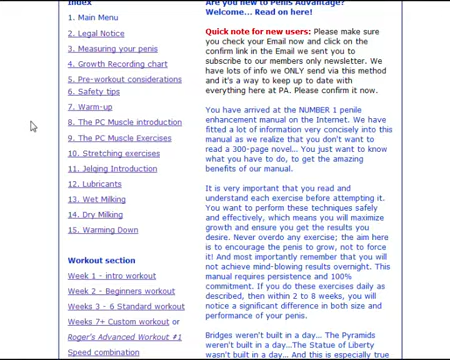 Index
1. Main Menu
2. Legal Notice
3. Measuring your penis
4. Growth Recording chart
5. Pre-workout considerations
6. Safety tips
7. Warm-up
8. The PC Muscle introduction
9. The PC Muscle Exercises
10. Stretching exercises
11. Jelqing Introduction
12. Lubricants
13. Wet Milking
14. Dry Milking
15. Warming Down
Workout section
Week 1 - intro workout
Week 2 - Beginners workout
Weeks 3 - 6 Standard workout
Weeks 7+ Custom workout or
Roger's Advanced Workout #1
Speed combination
Are you new to Penis Advantage?
Welcome... Read on here!
Quick note for new users: Please make sure
you check your Email now and click on the
confirm link in the Email we sent you to
subscribe to our members only newsletter. We
have lots of info we ONLY send via this method
and it's a way to keep up to date with
everything here at PA. Please confirm it now.
You have arrived at the NUMBER 1 penile
enhancement manual on the Internet. We have
fitted a lot of information very concisely into this
manual as we realize that you don't want to
read a 300-page novel... You just want to know
what you have to do, to get the amazing
benefits of our manual.
It is very important that you read and
understand each exercise before attempting it.
You want to perform these techniques safely
and effectively, which means you will maximize
growth and ensure you get the results you
desire. Never overdo any exercise; the aim here
is to encourage the penis to grow, not to force
it! And most importantly remember that you will
not achieve mind-blowing results overnight. This
manual requires persistence and 100%
commitment. If you do these exercises daily as
described, then within 2 to 8 weeks, you will
notice a significant difference in both size and
performance of your penis.
Bridges weren't built in a day... The Pyramids
weren't built in a day...The Statue of Liberty
wasn't built in a day... And this is especially true